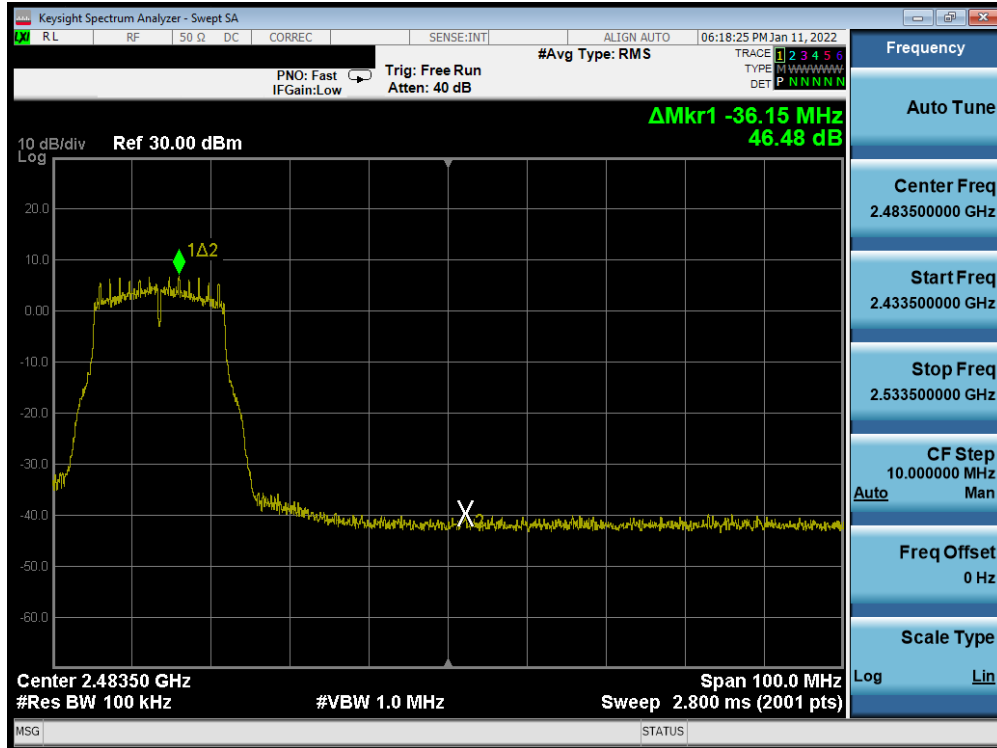 Keysight Spectrum Analyzer - Swept SA
LXI RL RF 50 Ω DC CORREC SENSE:INT ALIGN AUTO 06:18:25 PM Jan 11, 2022
#Avg Type: RMS TRACE 1 2 3 4 5 6
PNO: Fast Trig: Free Run TYPE M WWWWW
IFGain:Low Atten: 40 dB DET P N N N N N
ΔMkr1 -36.15 MHz
46.48 dB
10 dB/div Ref 30.00 dBm
Log
20.0
1Δ2
10.0
0.00
-10.0
-20.0
-30.0
-40.0
X2
-50.0
-60.0
Center 2.48350 GHz Span 100.0 MHz
#Res BW 100 kHz #VBW 1.0 MHz Sweep 2.800 ms (2001 pts)
MSG STATUS
Frequency
Auto Tune
Center Freq
2.483500000 GHz
Start Freq
2.433500000 GHz
Stop Freq
2.533500000 GHz
CF Step
10.000000 MHz
Auto Man
Freq Offset
0 Hz
Scale Type
Log Lin